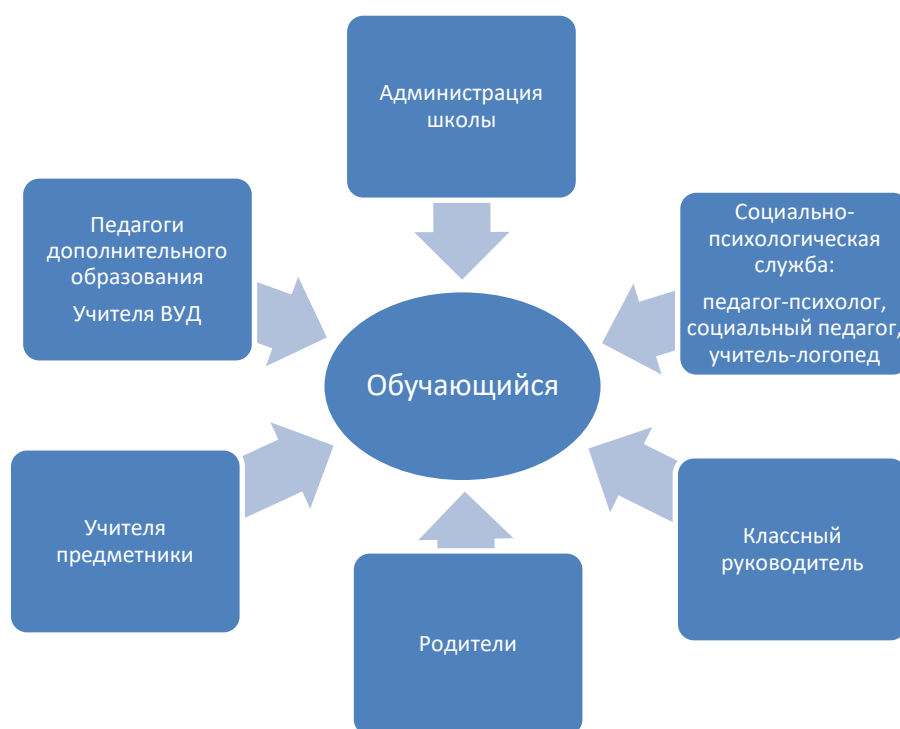 Администрация
школы
Педагоги
дополнительного
образования
Учителя ВУД
Социально-
психологическая
служба:
педагог-психолог,
социальный педагог,
учитель-логопед
Обучающийся
Учителя
предметники
Классный
руководитель
Родители